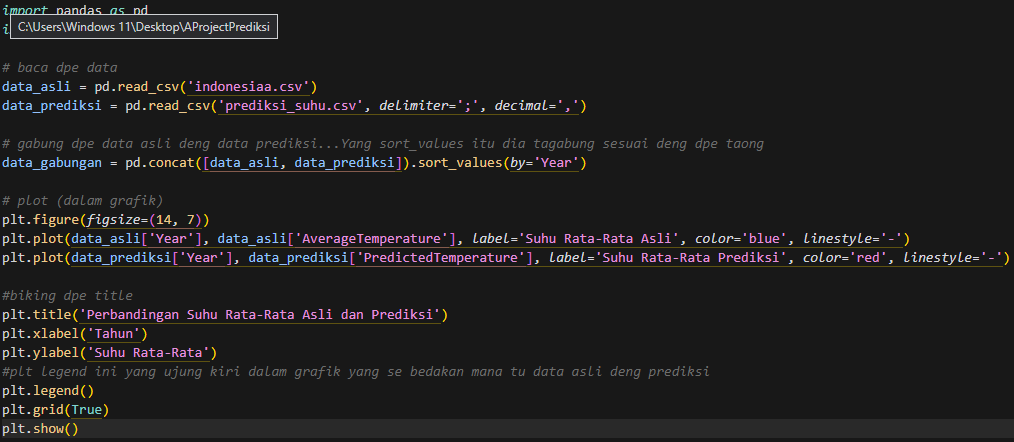 import pandas as pd
i
C:\Users\Windows 11\Desktop\AProjectPrediksi
# baca dpe data
data_asli = pd.read_csv('indonesiaa.csv')
data_prediksi = pd.read_csv('prediksi_suhu.csv', delimiter=';', decimal=',')
# gabung dpe data asli deng data prediksi...Yang sort_values itu dia tagabung sesuai deng dpe taong
data_gabungan = pd.concat([data_asli, data_prediksi]).sort_values(by='Year')
# plot (dalam grafik)
plt.figure(figsize=(14, 7))
plt.plot(data_asli['Year'], data_asli['AverageTemperature'], label='Suhu Rata-Rata Asli', color='blue', linestyle='-')
plt.plot(data_prediksi['Year'], data_prediksi['PredictedTemperature'], label='Suhu Rata-Rata Prediksi', color='red', linestyle='-')
#biking dpe title
plt.title('Perbandingan Suhu Rata-Rata Asli dan Prediksi')
plt.xlabel('Tahun')
plt.ylabel('Suhu Rata-Rata')
#plt legend ini yang ujung kiri dalam grafik yang se bedakan mana tu data asli deng prediksi
plt.legend()
plt.grid(True)
plt.show()